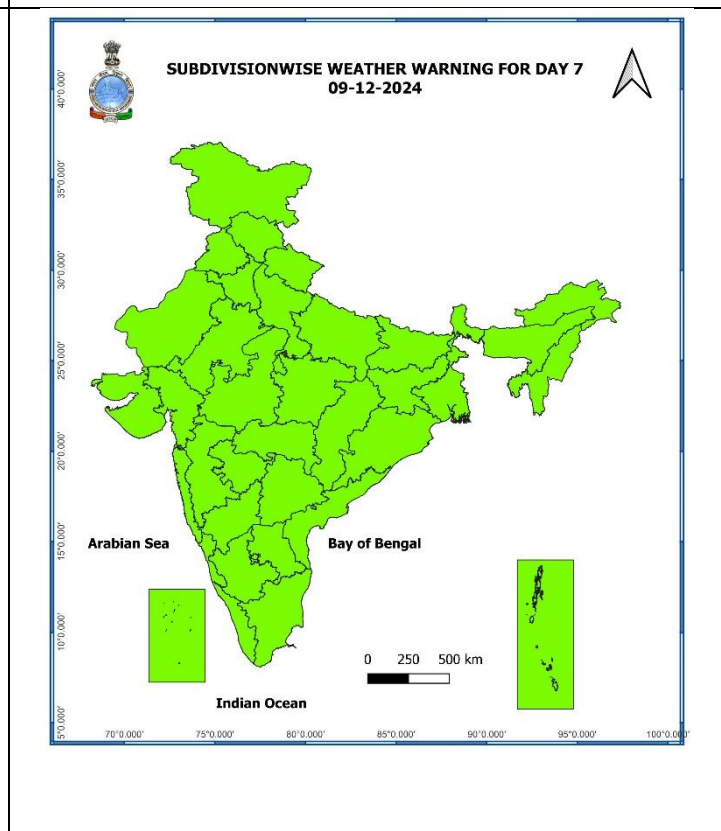 SUBDIVISIONWISE WEATHER WARNING FOR DAY 7
09-12-2024
40°0.000'
35°0.000'
30°0.000'
25°0.000'
20°0.000'
15°0.000'
10°0.000'
5°0.000'
Arabian Sea
Bay of Bengal
0 250 500 km
Indian Ocean
70°0.000' 75°0.000' 80°0.000' 85°0.000' 90°0.000' 95°0.000' 100°0.000'